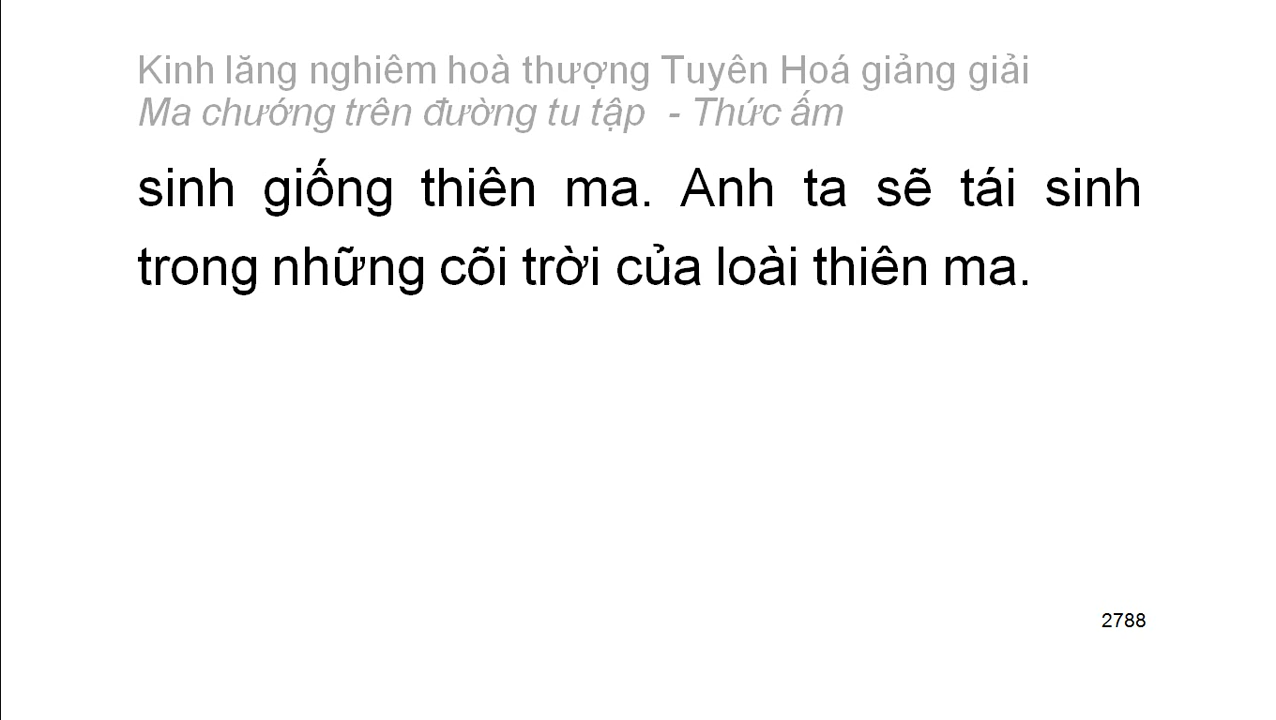 Kinh lăng nghiêm hoà thượng Tuyên Hoá giảng giải
Ma chướng trên đường tu tập - Thức ấm
sinh giống thiên ma. Anh ta sẽ tái sinh
trong những cõi trời của loài thiên ma.
2788